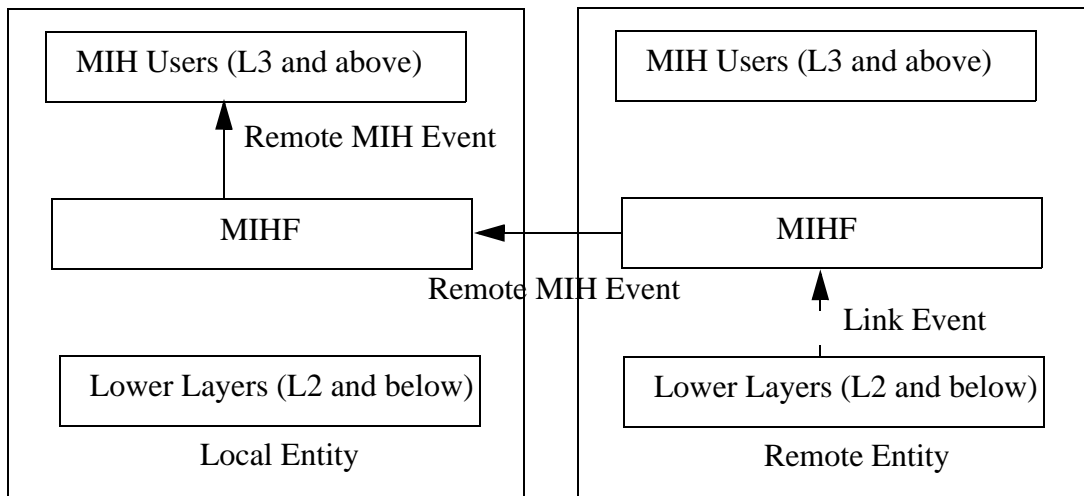 MIH Users (L3 and above)
Remote MIH Event
MIHF
Lower Layers (L2 and below)
Local Entity
Remote MIH Event
MIH Users (L3 and above)
MIHF
Link Event
Lower Layers (L2 and below)
Remote Entity